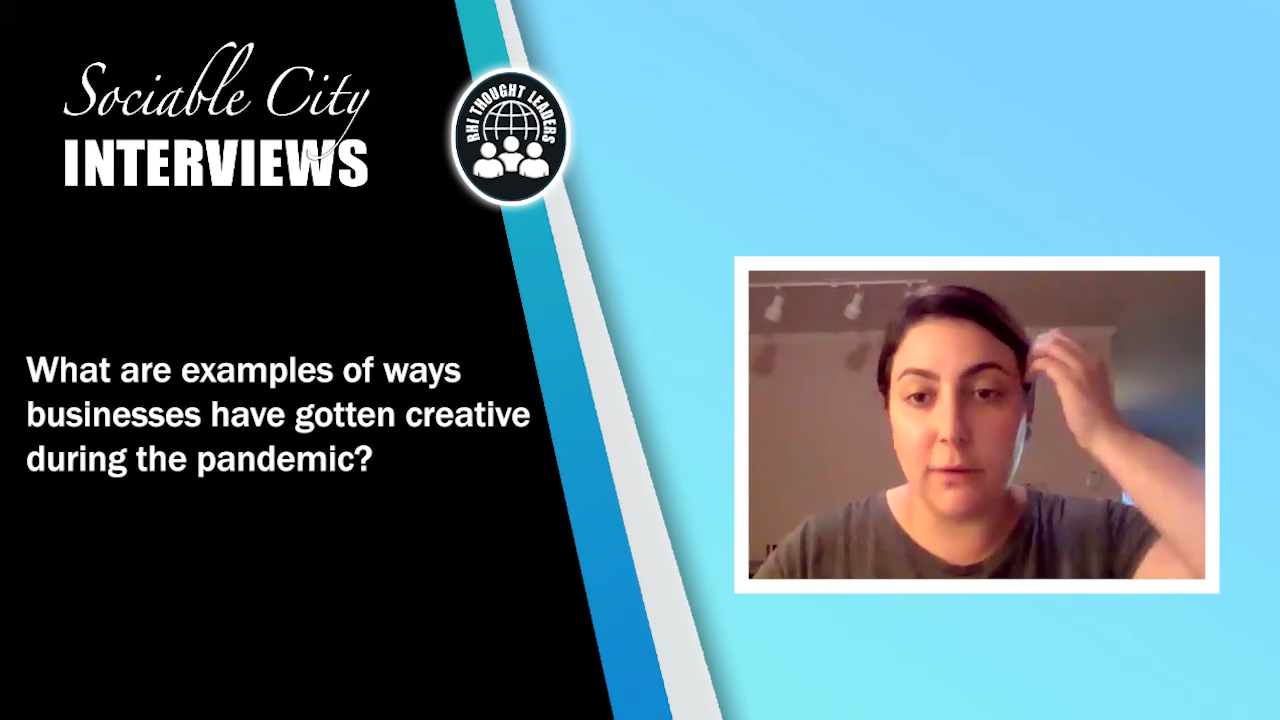 Sociable City
INTERVIEWS
RHI THOUGHT LEADERS
What are examples of ways
businesses have gotten creative
during the pandemic?